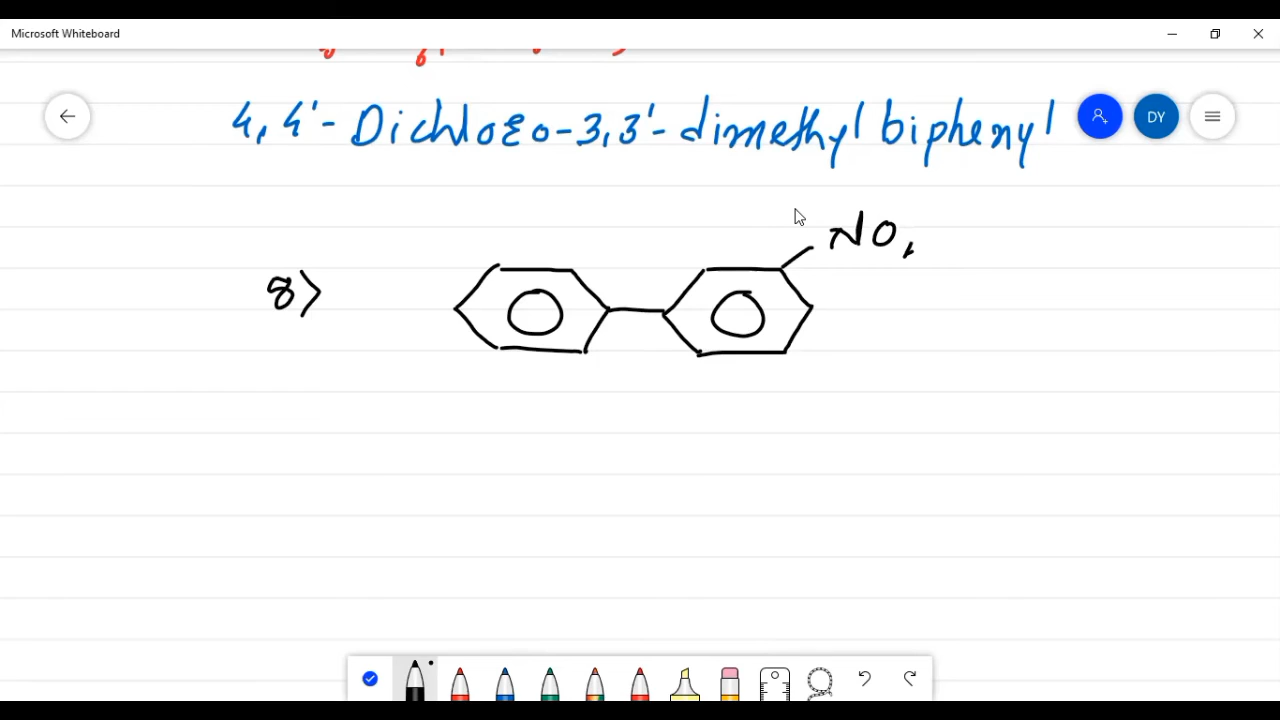 Microsoft Whiteboard
4,4'- Dichloro-3,3'-dimethyl biphenyl
DY
NO₂
8)